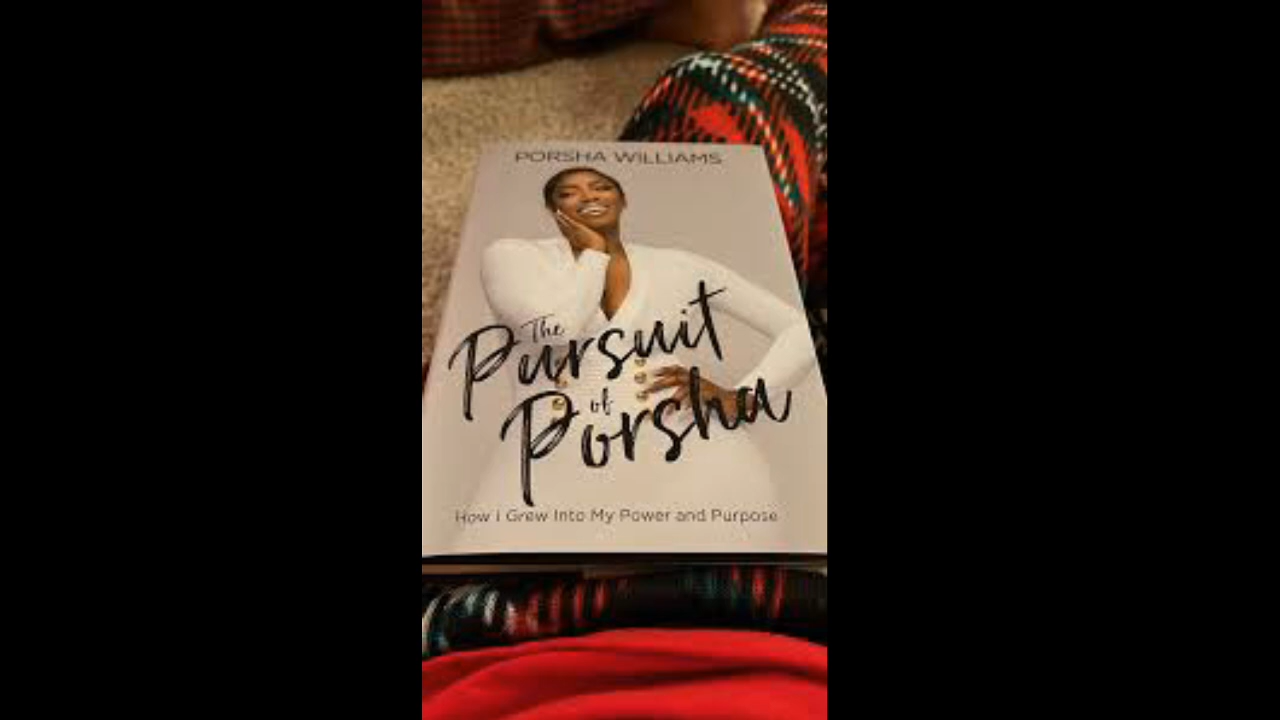 PORSHA WILLIAMS
The
Pursuit
of
Porsha
How I Grew Into My Power and Purpose